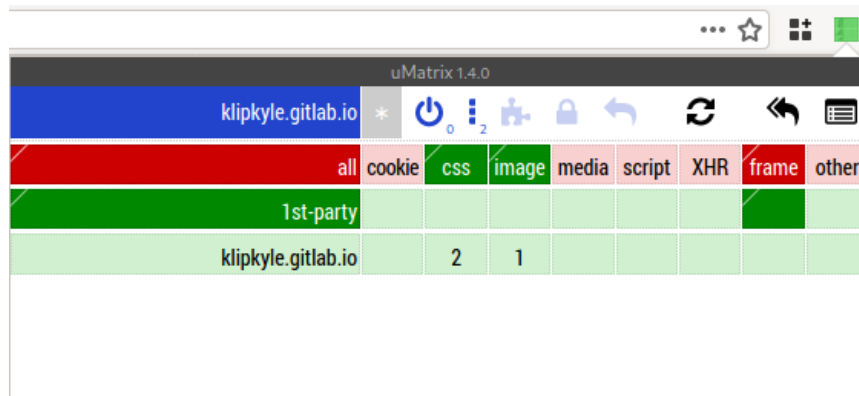 uMatrix 1.4.0
klipkyle.gitlab.io * 0 2
all cookie css image media script XHR frame other
1st-party
klipkyle.gitlab.io 2 1